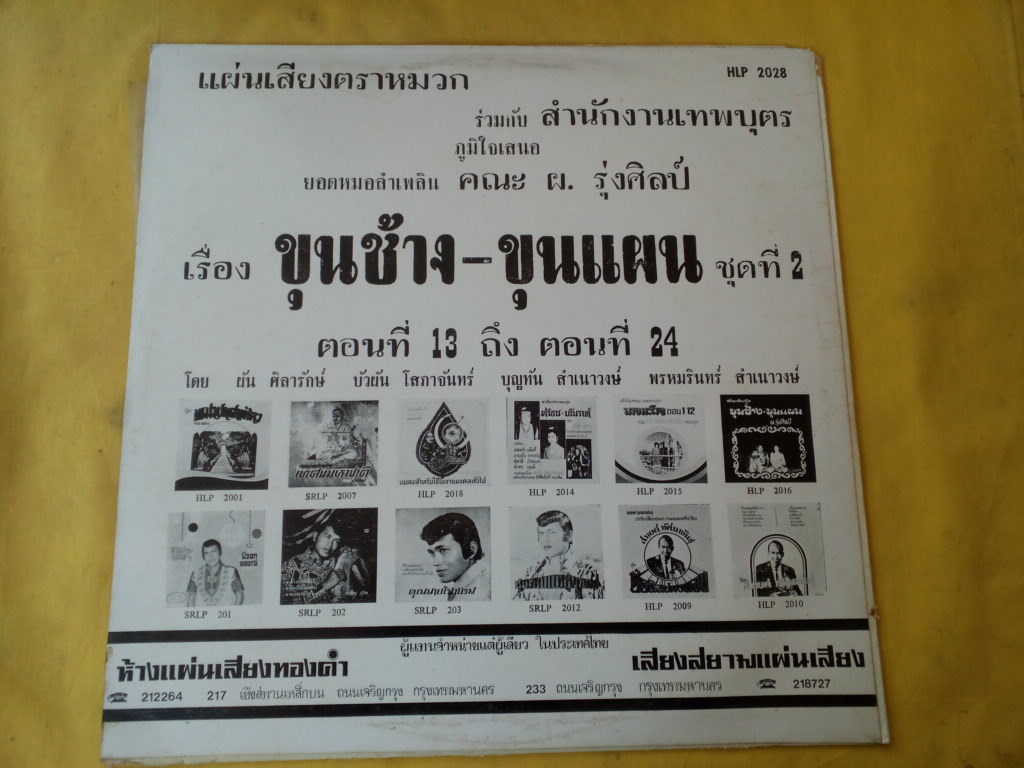 แผ่นเสียงตราหมวก
HLP 2028
ร่วมกับ สำนักงานเทพบุตร
ภูมิใจเสนอ
ยอดหมอลำเพลิน คณะ ผ. รุ่งศิลป์
เรื่อง ขุนช้าง-ขุนแผน ชุดที่ 2
ตอนที่ 13 ถึง ตอนที่ 24
โดย ผัน ศิลารักษ์ บัวผัน โสภาจันทร์ บุญทัน สำเนาวงษ์ พรหมรินทร์ สำเนาวงษ์
ขุนช้าง-ขุนแผน
HLP 2001 SRLP 2007 HLP 2018 HLP 2014 HLP 2015 HLP 2016
SRLP 201 SRLP 202 SRLP 203 SRLP 2012 HLP 2009 HLP 2010
ผู้แทนจำหน่ายแต่ผู้เดียว ในประเทศไทย
ห้างแผ่นเสียงทองคำ เสียงสยามแผ่นเสียง
212264 217 ถนนเจริญกรุง กรุงเทพมหานคร 233 ถนนเจริญกรุง กรุงเทพมหานคร 218727